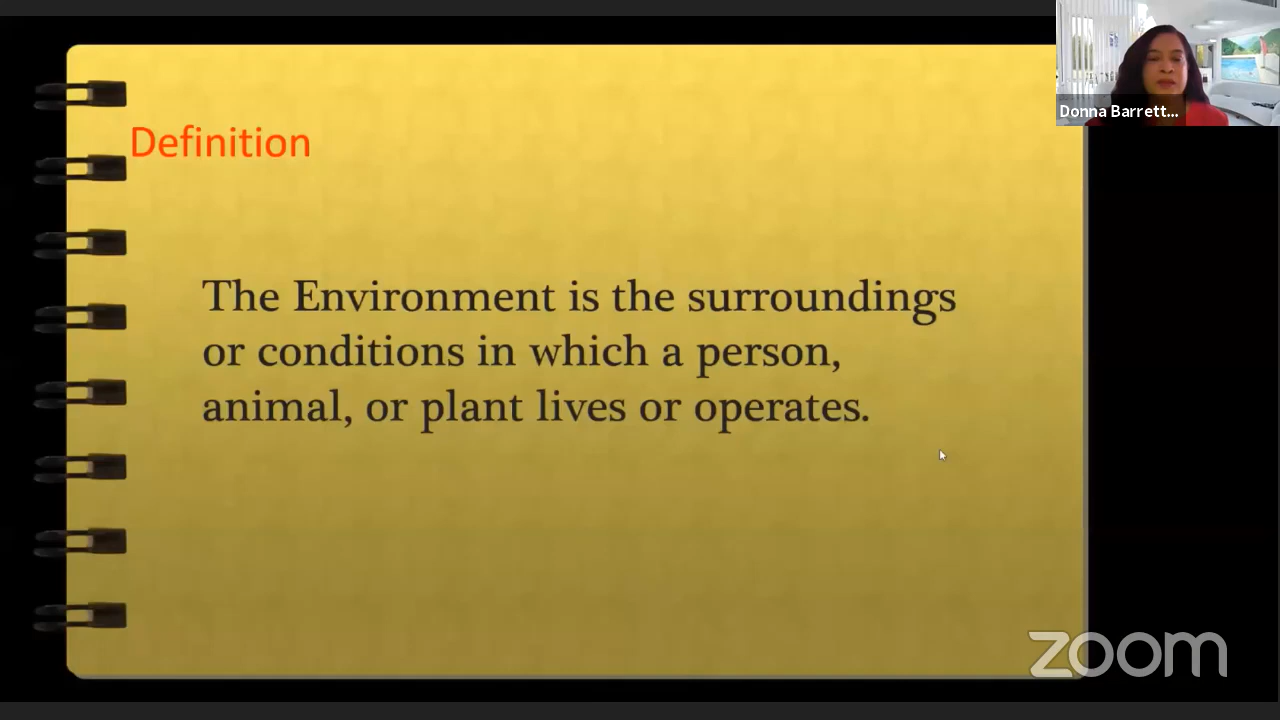 Donna Barrett...
Definition
The Environment is the surroundings
or conditions in which a person,
animal, or plant lives or operates.
zoom